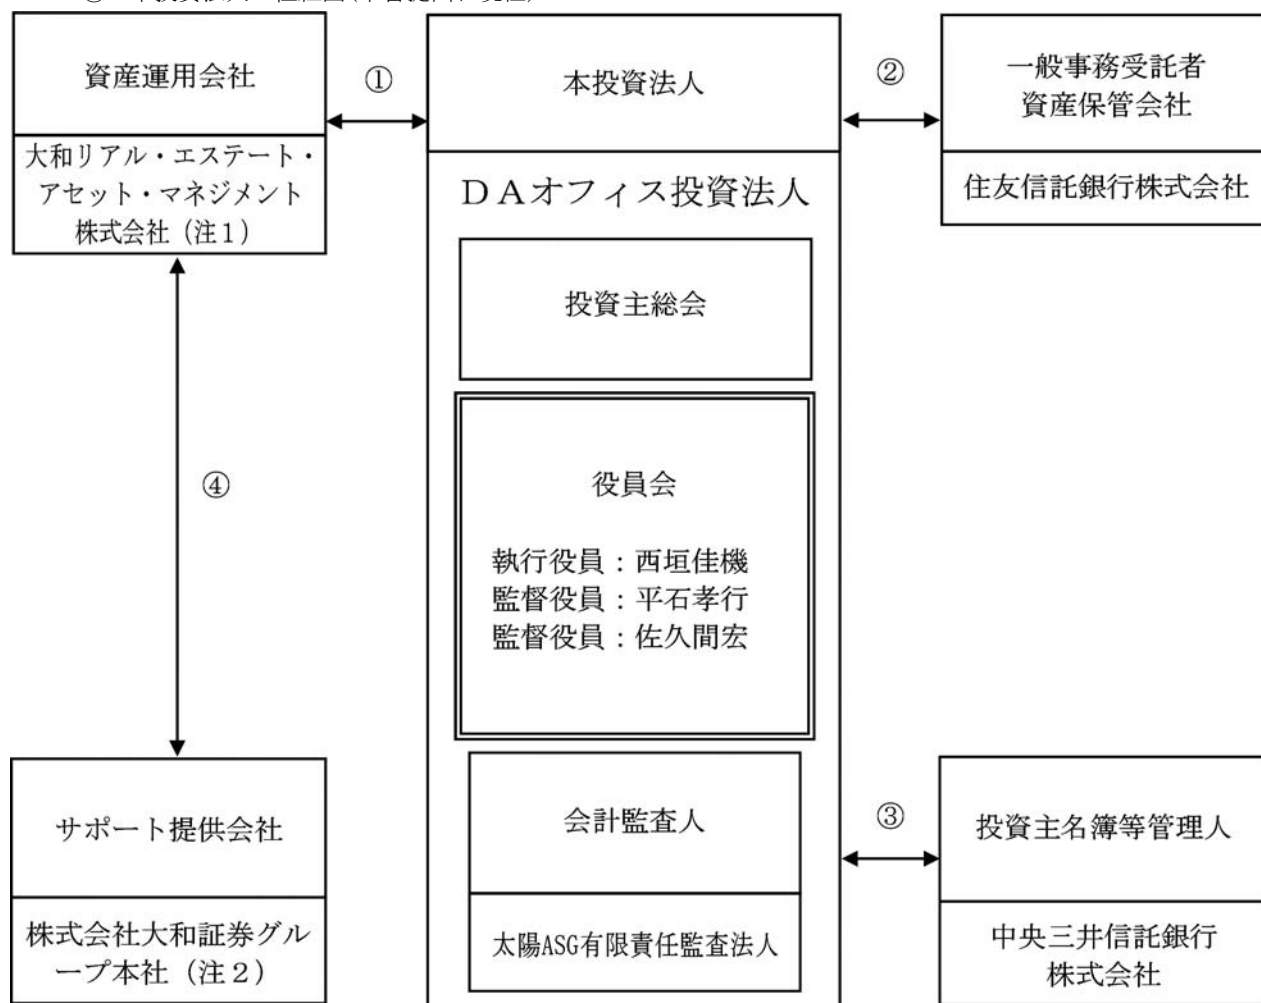 資産運用会社
大和リアル・エステート・
アセット・マネジメント
株式会社（注１）
①
本投資法人
ＤＡオフィス投資法人
②
一般事務受託者
資産保管会社
住友信託銀行株式会社
投資主総会
④
役員会
執行役員：西垣佳機
監督役員：平石孝行
監督役員：佐久間宏
サポート提供会社
株式会社大和証券グル
ープ本社（注２）
会計監査人
太陽ASG有限責任監査法人
③
投資主名簿等管理人
中央三井信託銀行
株式会社